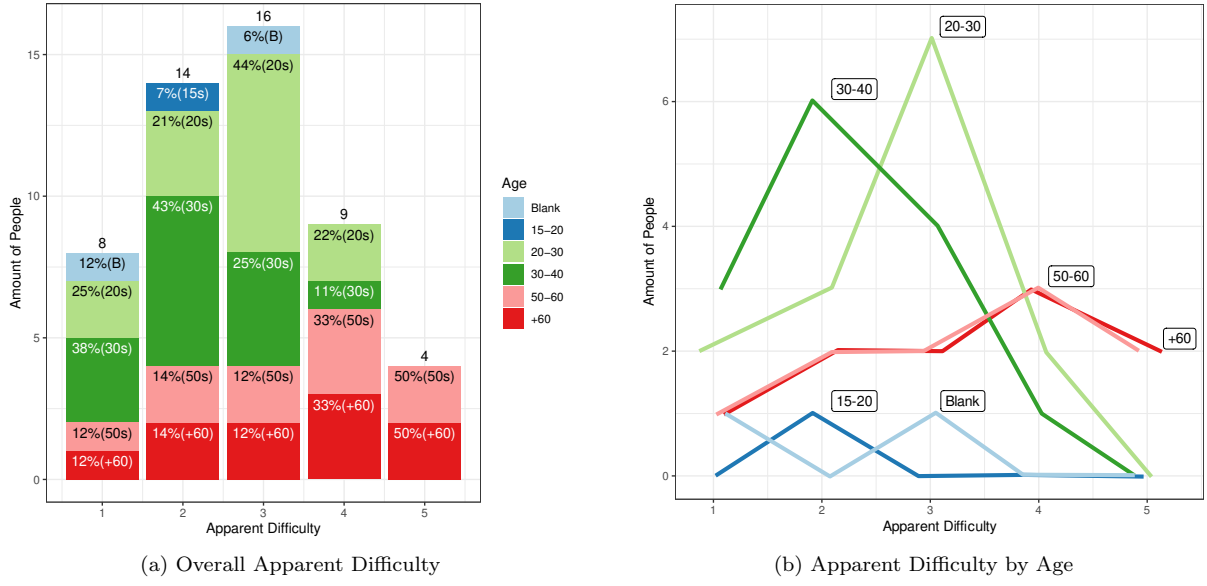 16
14
9
8
4
6%(B)
44%(20s)
25%(30s)
12%(50s)
12%(+60)
7%(15s)
21%(20s)
43%(30s)
14%(50s)
14%(+60)
12%(B)
25%(20s)
38%(30s)
12%(50s)
12%(+60)
22%(20s)
11%(30s)
33%(50s)
33%(+60)
50%(50s)
50%(+60)
15
10
5
0
1 2 3 4 5
Amount of People
Apparent Difficulty
Age
Blank
15−20
20−30
30−40
50−60
+60
(a) Overall Apparent Difficulty
20-30
30-40
50-60
+60
15-20
Blank
6
4
2
0
1 2 3 4 5
Amount of People
Apparent Difficulty
(b) Apparent Difficulty by Age